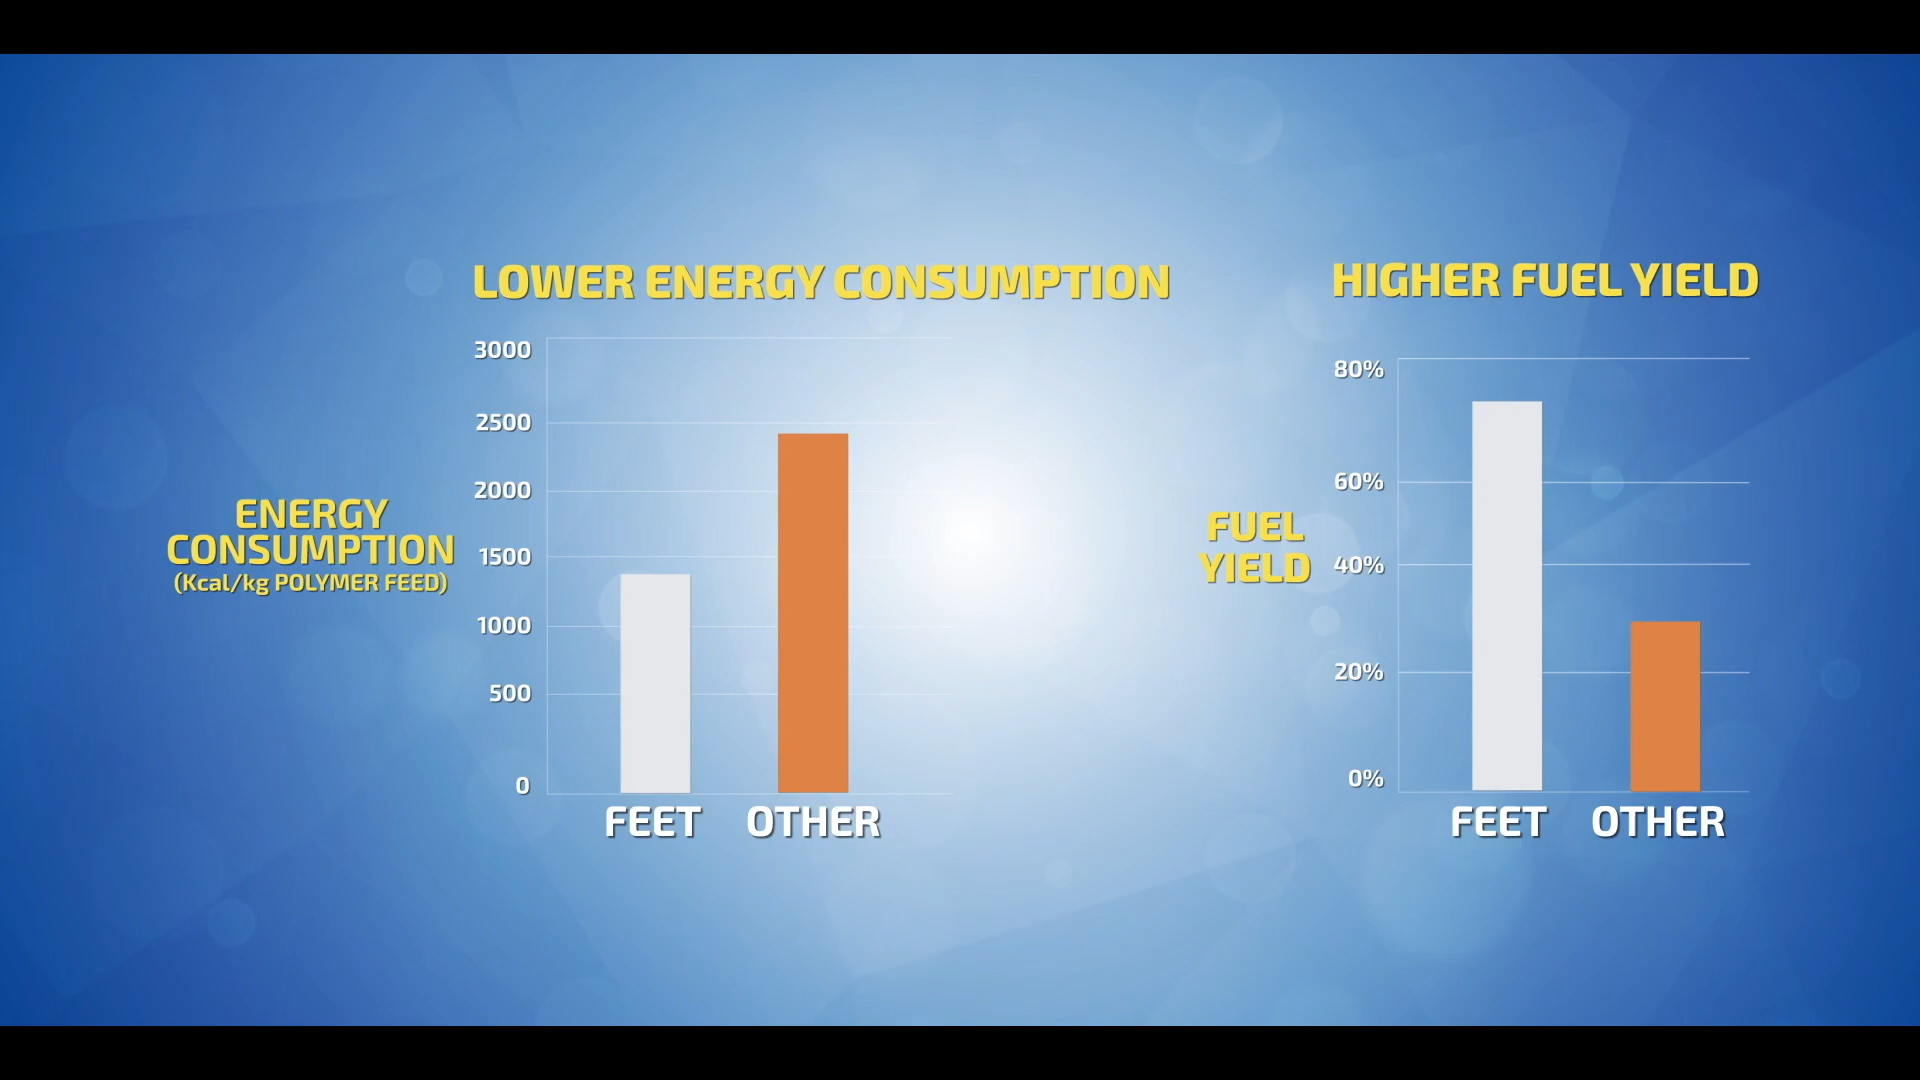 LOWER ENERGY CONSUMPTION
3000
2500
2000
1500
1000
500
0
ENERGY
CONSUMPTION
(Kcal/kg POLYMER FEED)
FEET OTHER
HIGHER FUEL YIELD
80%
60%
40%
20%
0%
FUEL
YIELD
FEET OTHER